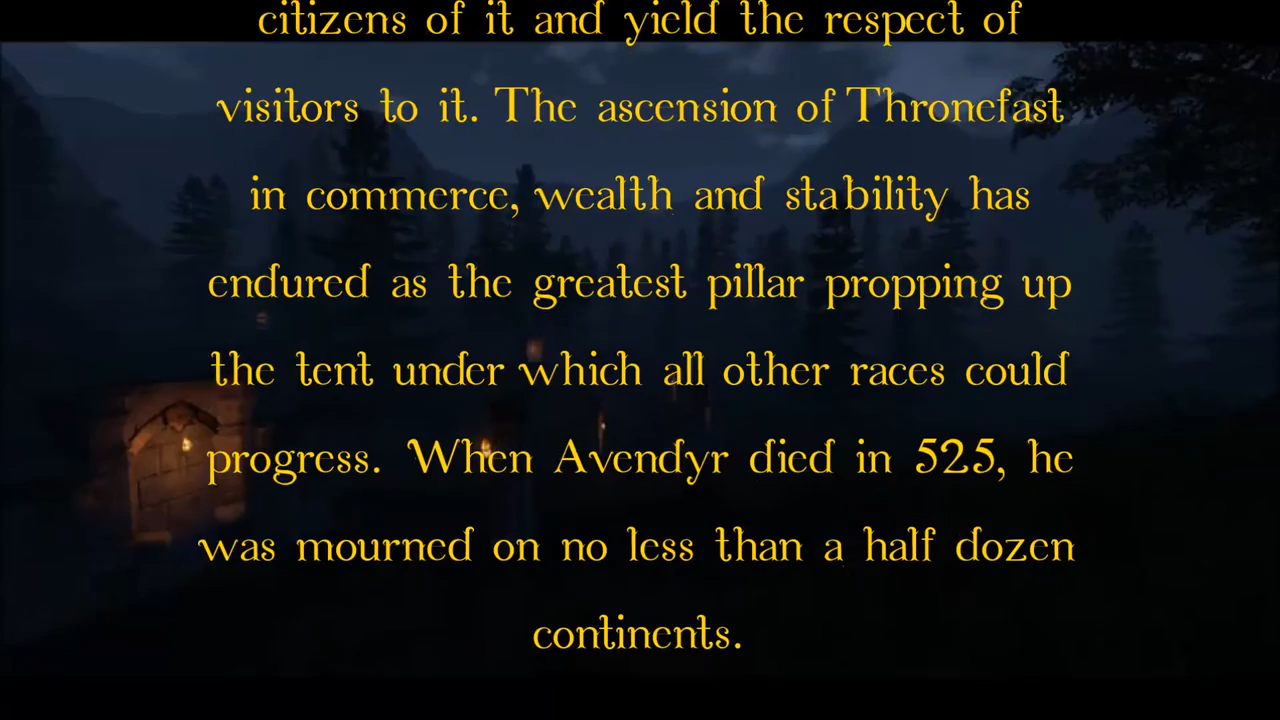 citizens of it and yield the respect of
visitors to it. The ascension of Thronefast
in commerce, wealth and stability has
endured as the greatest pillar propping up
the tent under which all other races could
progress. When Avendyr died in 525, he
was mourned on no less than a half dozen
continents.